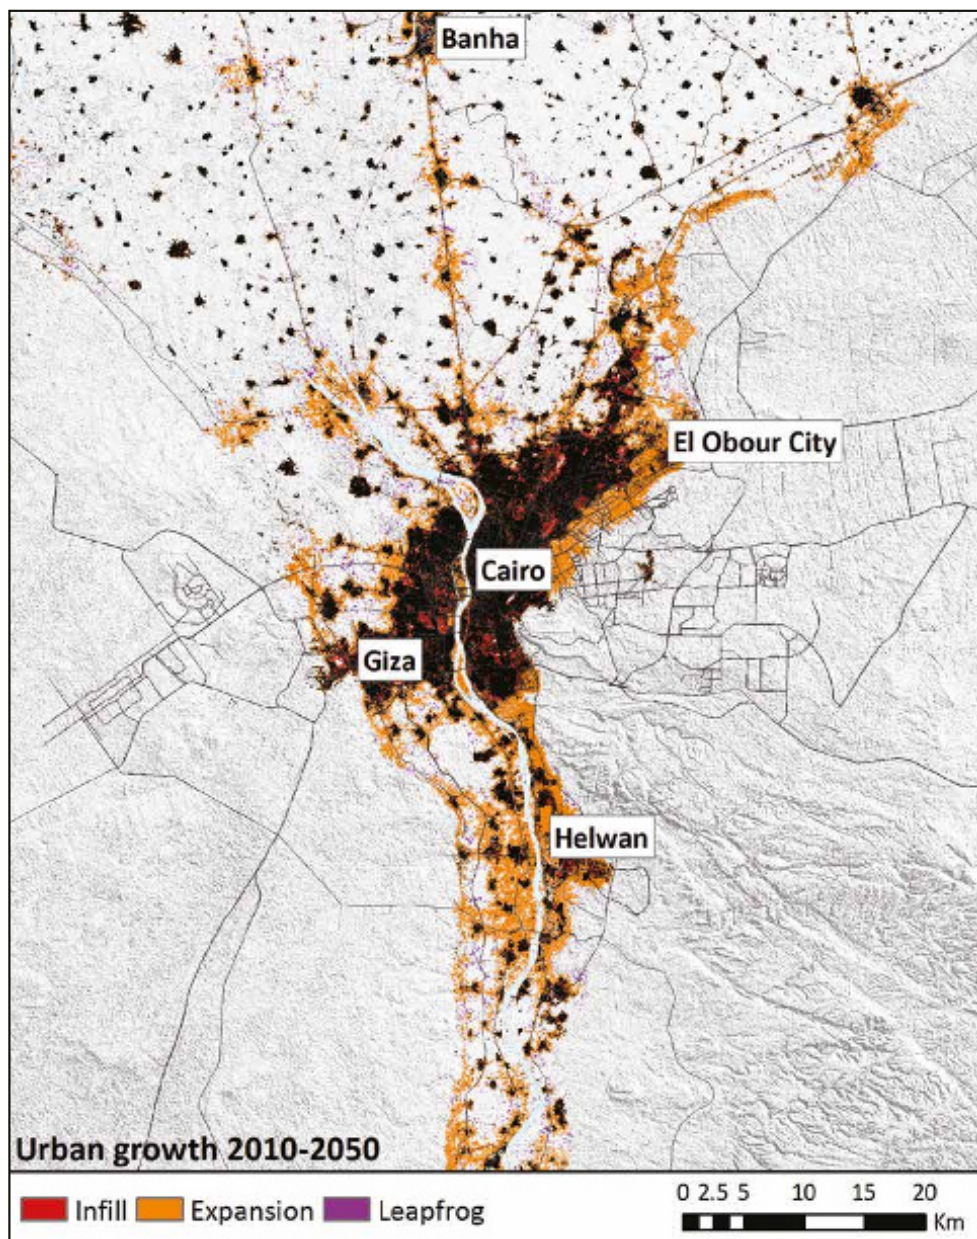 Banha
El Obour City
Cairo
Giza
Helwan
Urban growth 2010-2050
Infill Expansion Leapfrog
0 2.5 5 10 15 20
Km